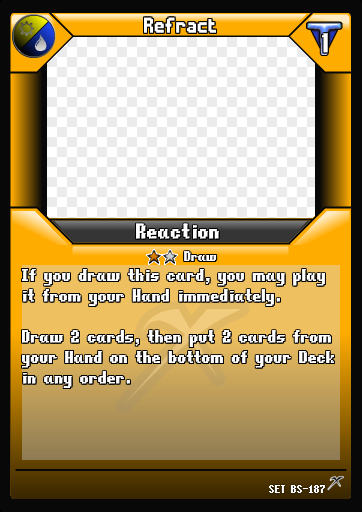 Refract
1
Reaction
Draw
If you draw this card, you may play
it from your Hand immediately.
Draw 2 cards, then put 2 cards from
your Hand on the bottom of your Deck
in any order.
SET BS-187